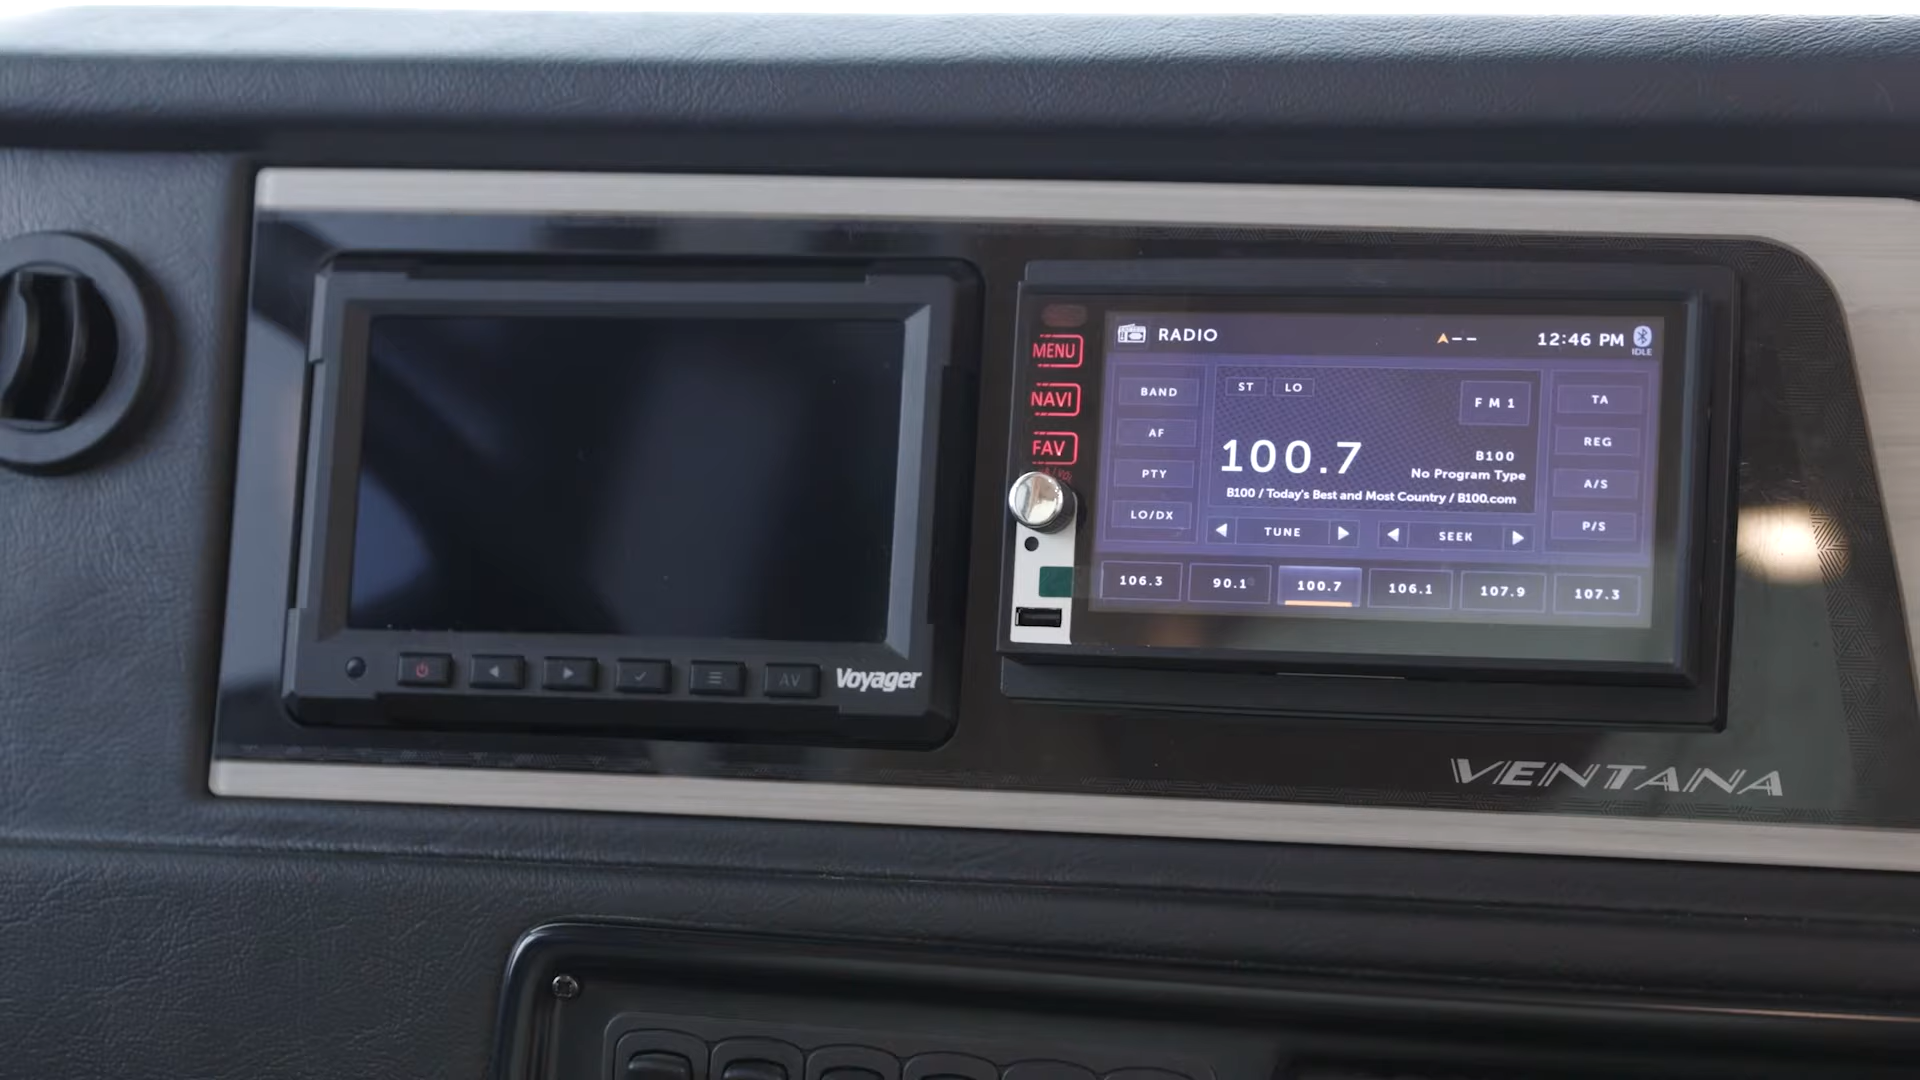 MENU
NAVI
FAV
RADIO
-- 12:46 PM
IDLE
BAND
AF
PTY
LO/DX
ST LO
FM1
100.7
B100
No Program Type
B100 / Today's Best and Most Country / B100.com
TUNE SEEK
TA
REG
A/S
P/S
106.3 90.1 100.7 106.1 107.9 107.3
AV
Voyager
VENTANA